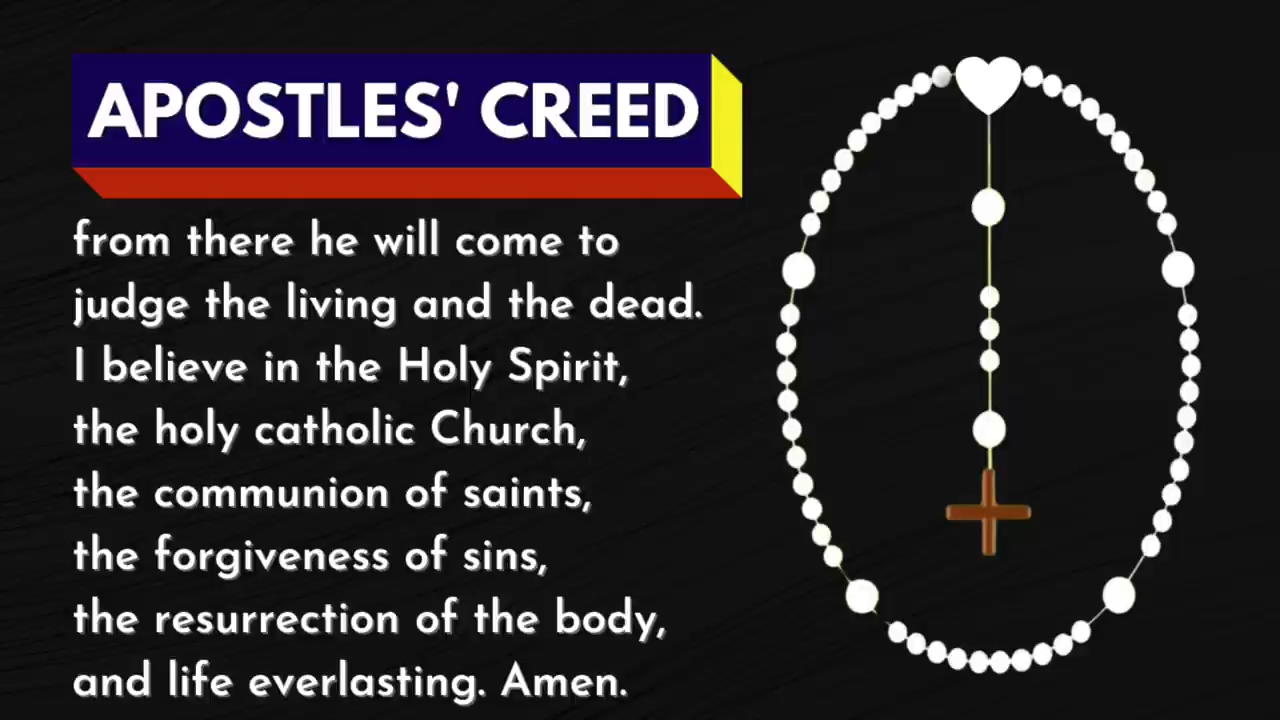 APOSTLES' CREED
from there he will come to
judge the living and the dead.
I believe in the Holy Spirit,
the holy catholic Church,
the communion of saints,
the forgiveness of sins,
the resurrection of the body,
and life everlasting. Amen.